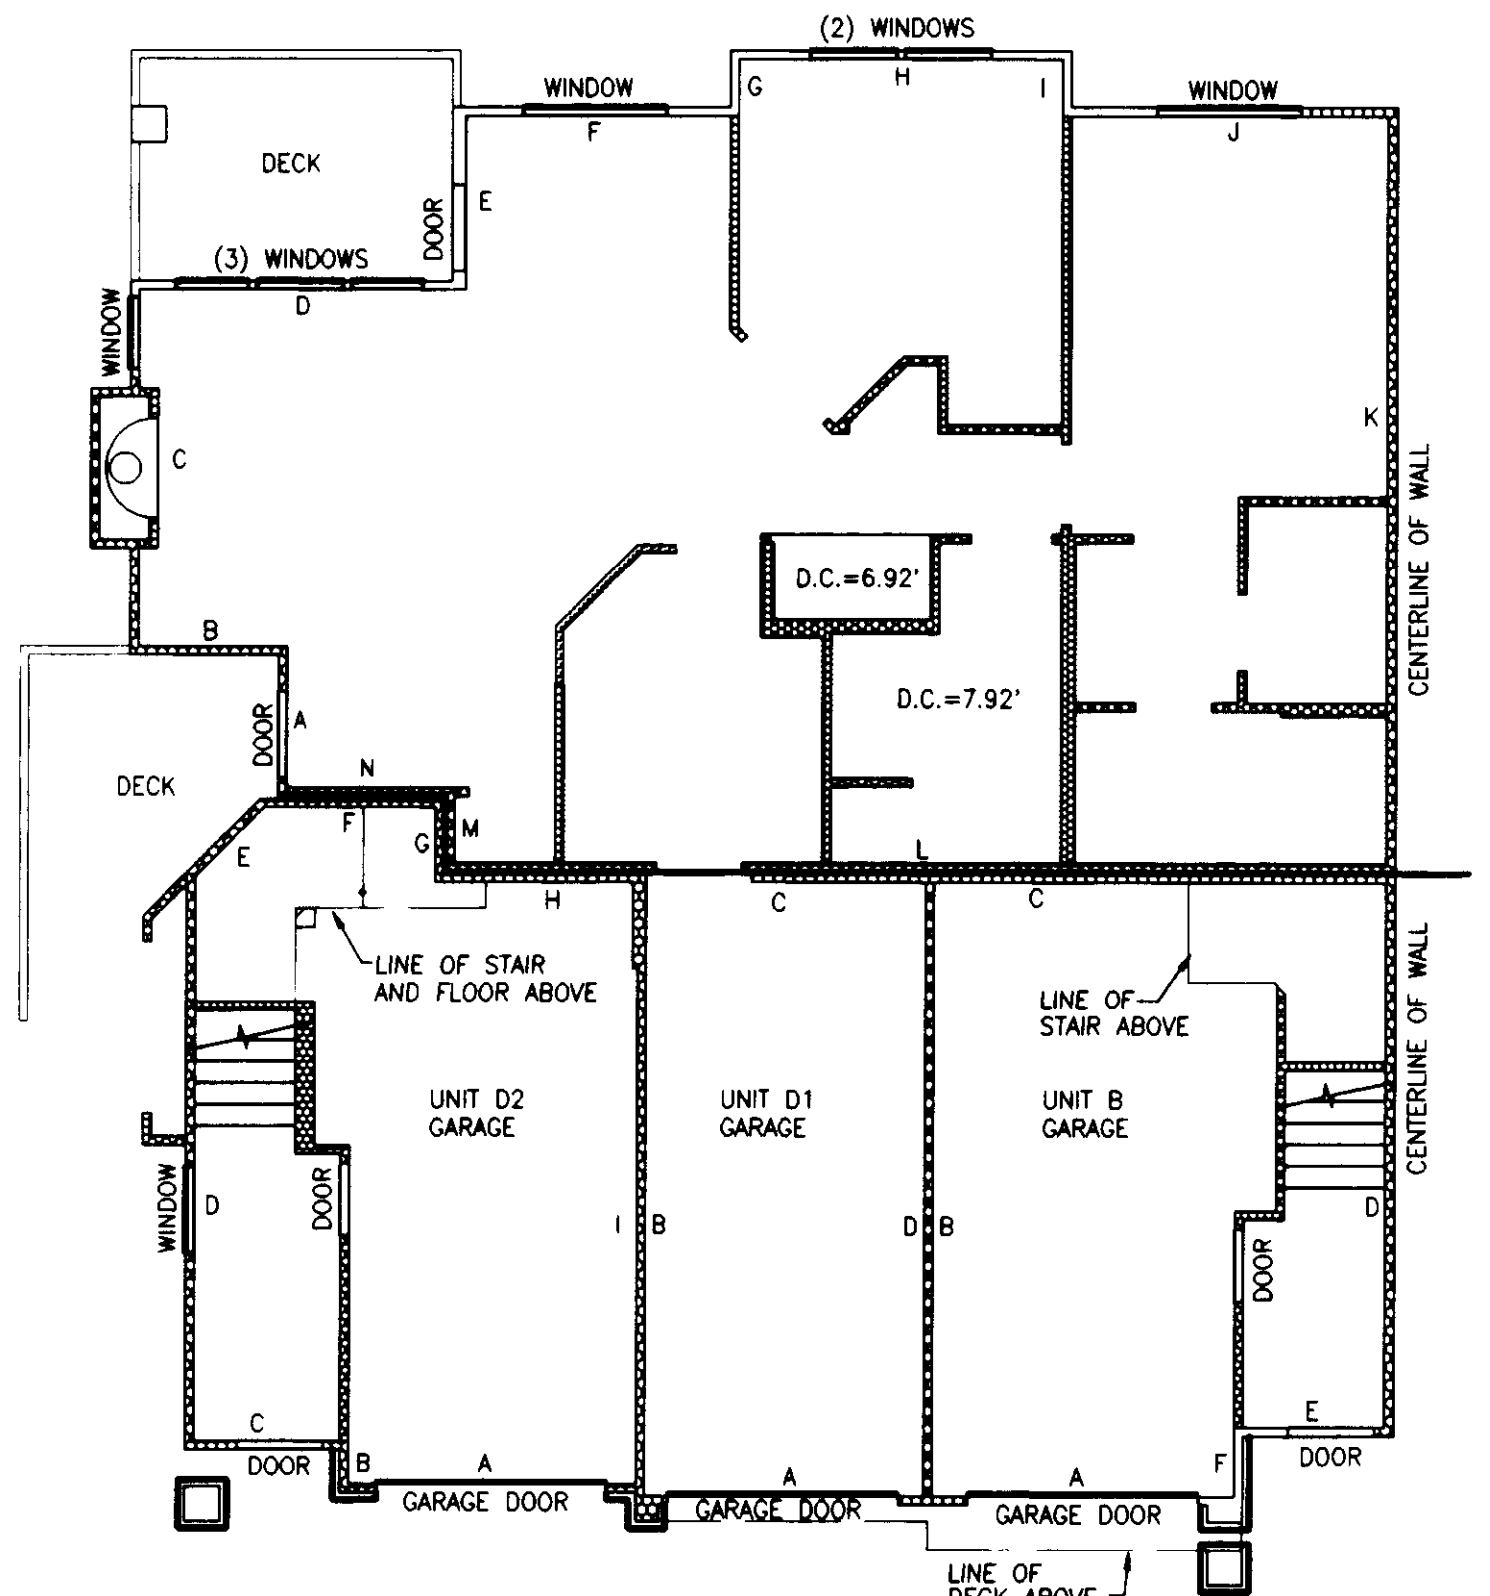 (2) WINDOWS
H
G
I
WINDOW
F
WINDOW
J
DECK
DOOR
E
(3) WINDOWS
D
WINDOW
C
K
CENTERLINE OF WALL
D.C.=6.92'
B
D.C.=7.92'
DOOR
A
DECK
N
F
G
M
E
L
H
C
C
LINE OF STAIR
AND FLOOR ABOVE
LINE OF
STAIR ABOVE
CENTERLINE OF WALL
UNIT D2
GARAGE
UNIT D1
GARAGE
UNIT B
GARAGE
WINDOW
D
DOOR
I
B
D
B
D
DOOR
C
DOOR
B
A
GARAGE DOOR
A
GARAGE DOOR
A
GARAGE DOOR
F
E
DOOR
LINE OF
DECK ABOVE